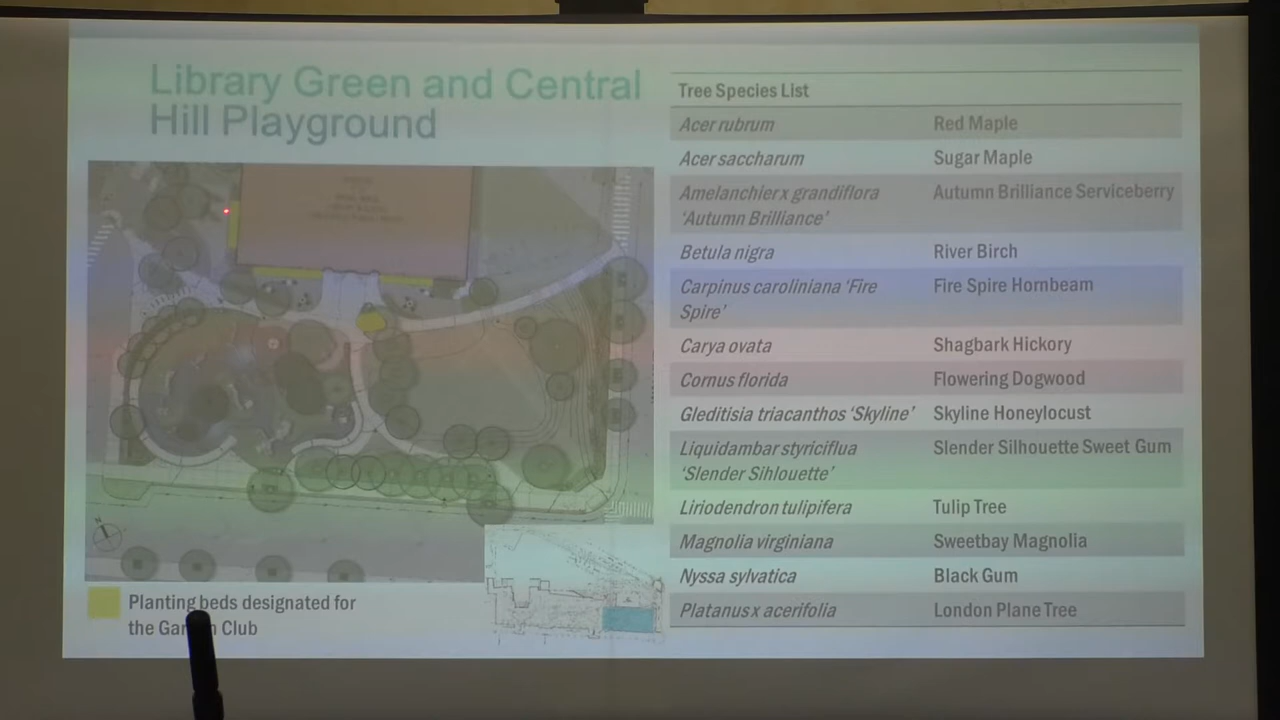 Library Green and Central
Hill Playground
Planting beds designated for
the Garden Club
Tree Species List
Acer rubrum Red Maple
Acer saccharum Sugar Maple
Amelanchier x grandiflora Autumn Brilliance Serviceberry
‘Autumn Brilliance’
Betula nigra River Birch
Carpinus caroliniana ‘Fire Fire Spire Hornbeam
Spire’
Carya ovata Shagbark Hickory
Cornus florida Flowering Dogwood
Gleditisia triacanthos ‘Skyline’ Skyline Honeylocust
Liquidambar styriciflua Slender Silhouette Sweet Gum
‘Slender Sihlouette’
Liriodendron tulipifera Tulip Tree
Magnolia virginiana Sweetbay Magnolia
Nyssa sylvatica Black Gum
Platanus x acerifolia London Plane Tree